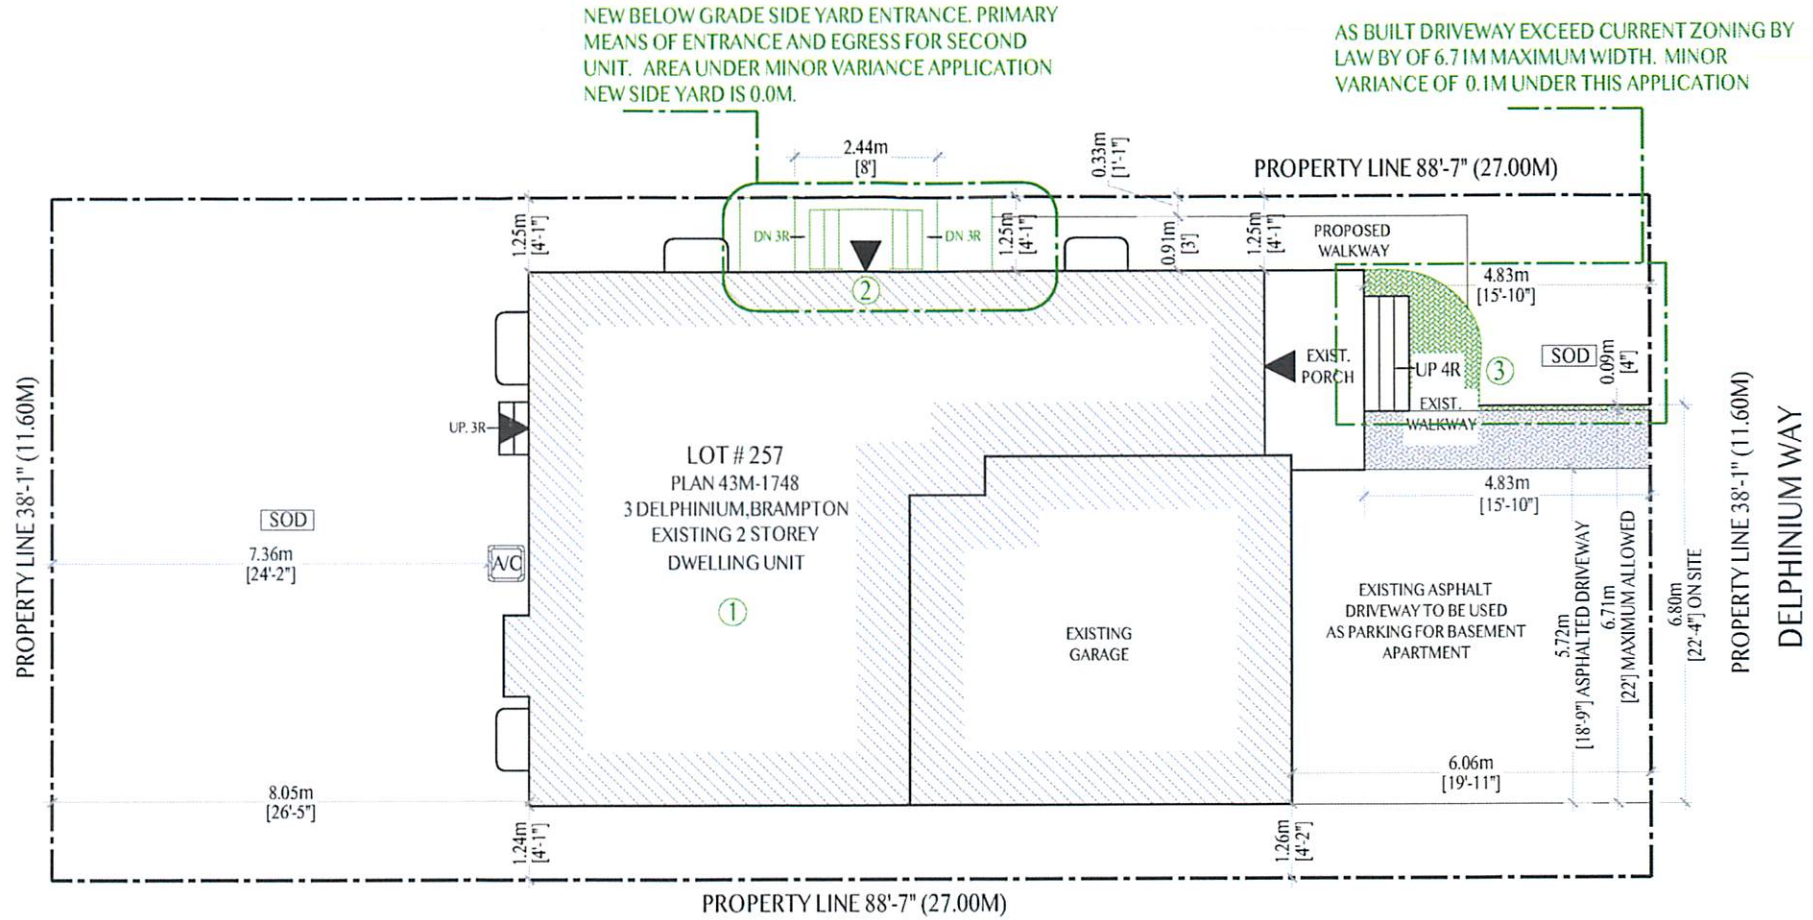 NEW BELOW GRADE SIDE YARD ENTRANCE. PRIMARY
MEANS OF ENTRANCE AND EGRESS FOR SECOND
UNIT. AREA UNDER MINOR VARIANCE APPLICATION
NEW SIDE YARD IS 0.0M.
AS BUILT DRIVEWAY EXCEED CURRENT ZONING BY
LAW BY OF 6.71M MAXIMUM WIDTH. MINOR
VARIANCE OF 0.1M UNDER THIS APPLICATION
2.44m
[8']
0.33m
[1'-1"]
PROPERTY LINE 88'-7" (27.00M)
1.25m
[4'-1"]
DN 3R
DN 3R
1.25m
[4'-1"]
0.91m
[3']
1.25m
[4'-1"]
PROPOSED
WALKWAY
4.83m
[15'-10"]
2
EXIST.
PORCH
UP 4R
3
SOD
0.09m
[4"]
EXIST.
WALKWAY
UP. 3R
PROPERTY LINE 38'-1" (11.60M)
LOT # 257
PLAN 43M-1748
3 DELPHINIUM,BRAMPTON
EXISTING 2 STOREY
DWELLING UNIT
1
SOD
7.36m
[24'-2"]
A/C
4.83m
[15'-10"]
EXISTING
GARAGE
EXISTING ASPHALT
DRIVEWAY TO BE USED
AS PARKING FOR BASEMENT
APARTMENT
5.72m
[18'-9"] ASPHALTED DRIVEWAY
6.71m
[22'] MAXIMUM ALLOWED
6.80m
[22'-4"] ON SITE
PROPERTY LINE 38'-1" (11.60M)
DELPHINIUM WAY
6.06m
[19'-11"]
8.05m
[26'-5"]
1.24m
[4'-1"]
1.26m
[4'-2"]
PROPERTY LINE 88'-7" (27.00M)